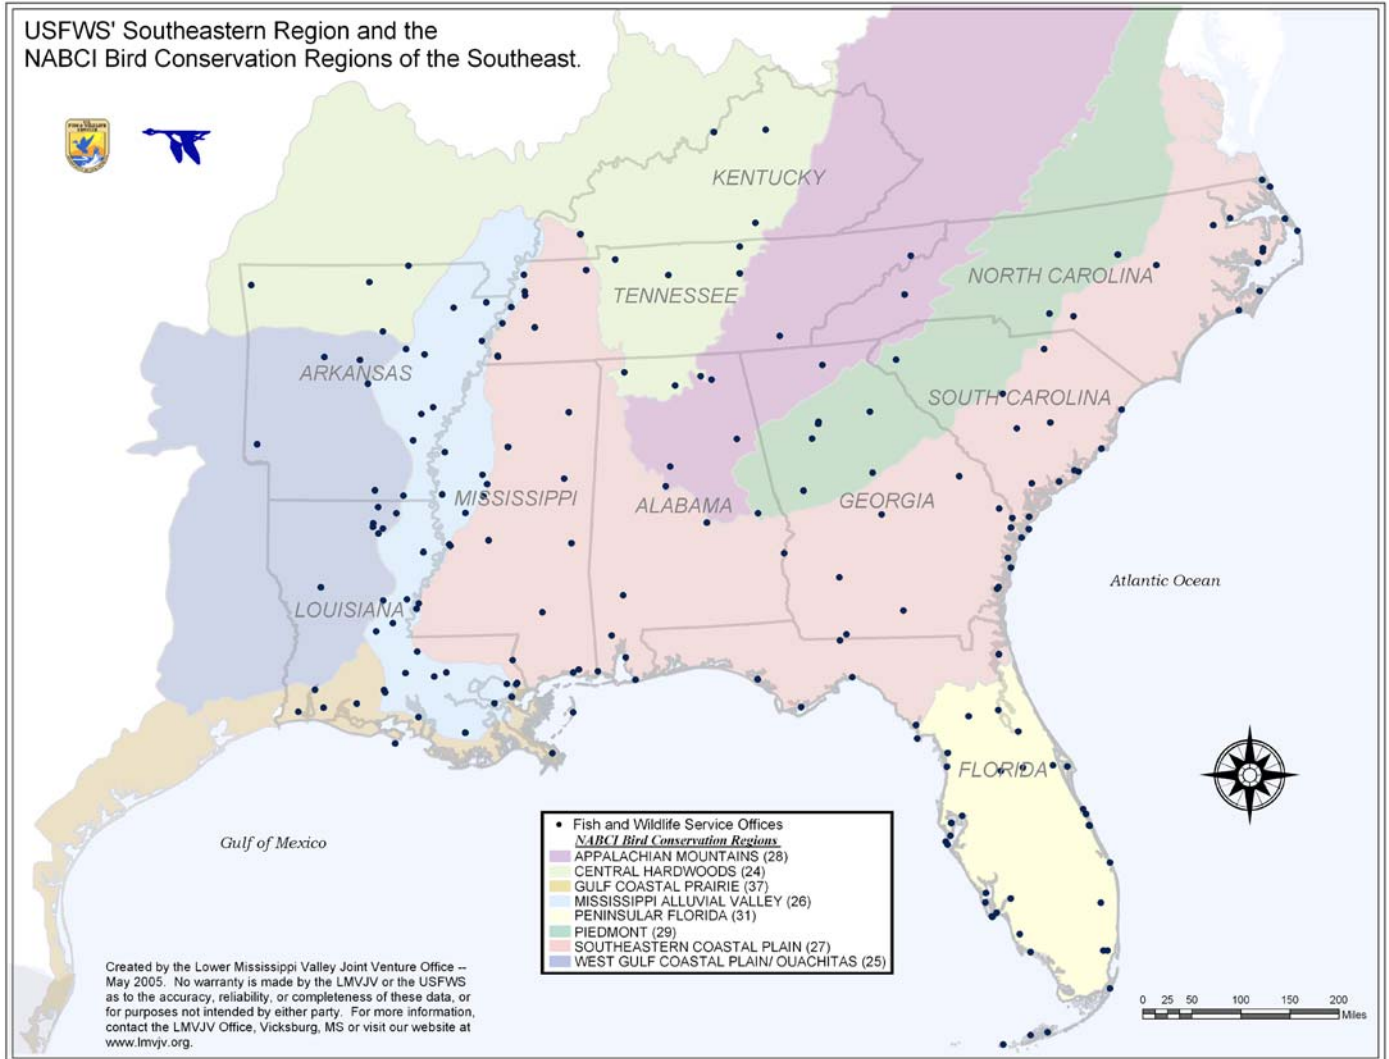 USFWS' Southeastern Region and the
NABCI Bird Conservation Regions of the Southeast.
KENTUCKY
TENNESSEE
NORTH CAROLINA
ARKANSAS
SOUTH CAROLINA
MISSISSIPPI
ALABAMA
GEORGIA
LOUISIANA
Atlantic Ocean
FLORIDA
Gulf of Mexico
Fish and Wildlife Service Offices
NABCI Bird Conservation Regions
APPALACHIAN MOUNTAINS (28)
CENTRAL HARDWOODS (24)
GULF COASTAL PRAIRIE (37)
MISSISSIPPI ALLUVIAL VALLEY (26)
PENINSULAR FLORIDA (31)
PIEDMONT (29)
SOUTHEASTERN COASTAL PLAIN (27)
WEST GULF COASTAL PLAIN/ OUACHITAS (25)
Created by the Lower Mississippi Valley Joint Venture Office --
May 2005. No warranty is made by the LMVJV or the USFWS
as to the accuracy, reliability, or completeness of these data, or
for purposes not intended by either party. For more information,
contact the LMVJV Office, Vicksburg, MS or visit our website at
www.lmvjv.org.
0 25 50 100 150 200
Miles